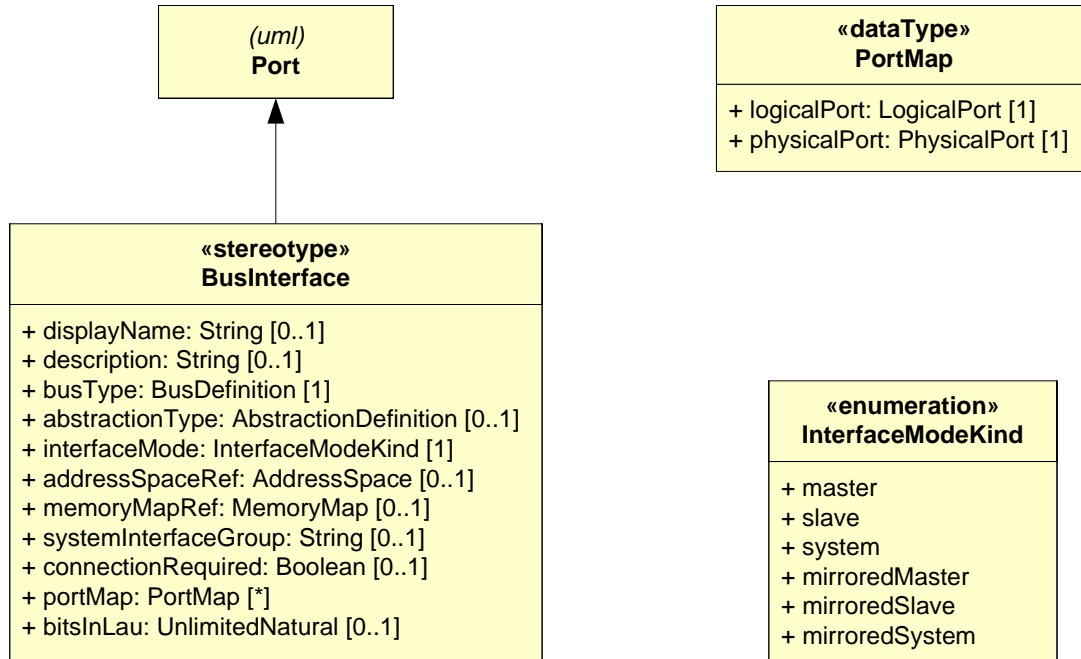 (uml)
Port
«stereotype»
BusInterface
+ displayName: String [0..1]
+ description: String [0..1]
+ busType: BusDefinition [1]
+ abstractionType: AbstractionDefinition [0..1]
+ interfaceMode: InterfaceModeKind [1]
+ addressSpaceRef: AddressSpace [0..1]
+ memoryMapRef: MemoryMap [0..1]
+ systemInterfaceGroup: String [0..1]
+ connectionRequired: Boolean [0..1]
+ portMap: PortMap [*]
+ bitsInLau: UnlimitedNatural [0..1]
«dataType»
PortMap
+ logicalPort: LogicalPort [1]
+ physicalPort: PhysicalPort [1]
«enumeration»
InterfaceModeKind
+ master
+ slave
+ system
+ mirroredMaster
+ mirroredSlave
+ mirroredSystem